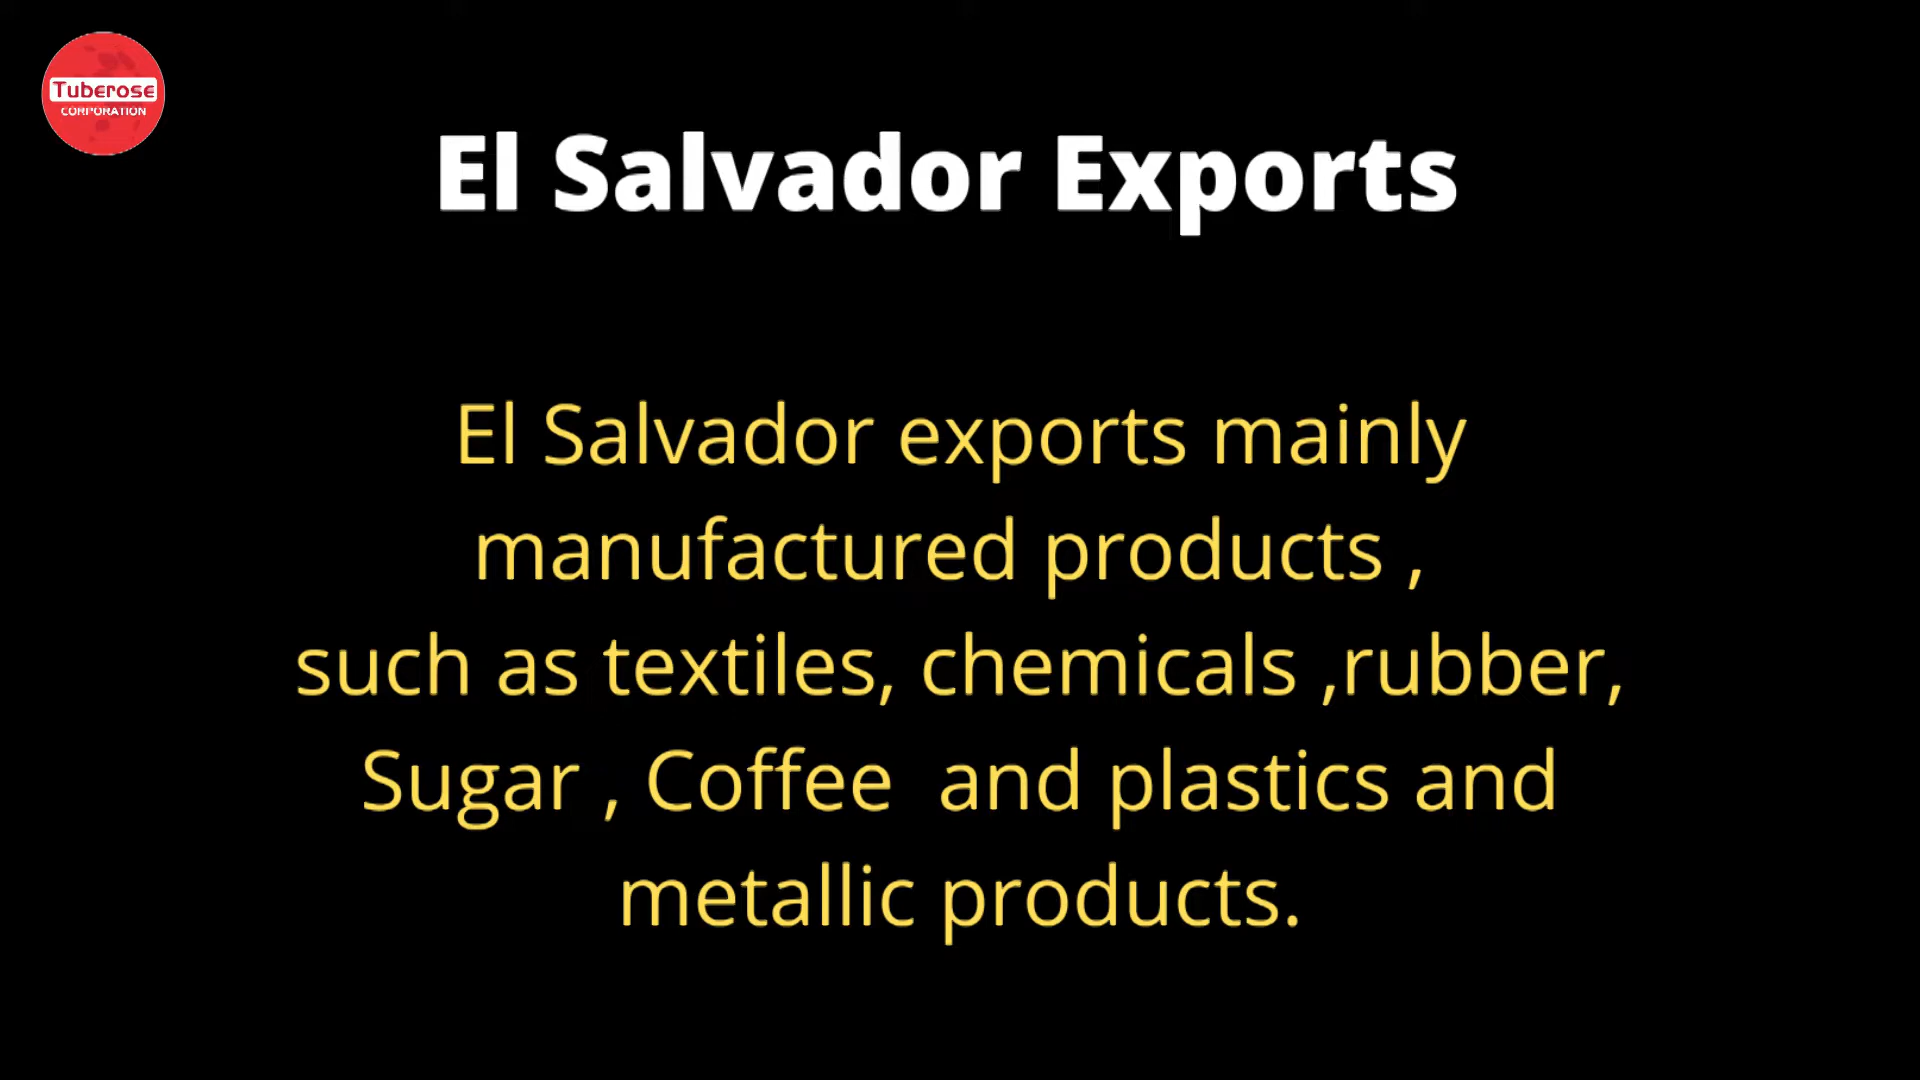 Tuberose
CORPORATION
El Salvador Exports
El Salvador exports mainly
manufactured products ,
such as textiles, chemicals ,rubber,
Sugar , Coffee  and plastics and
metallic products.